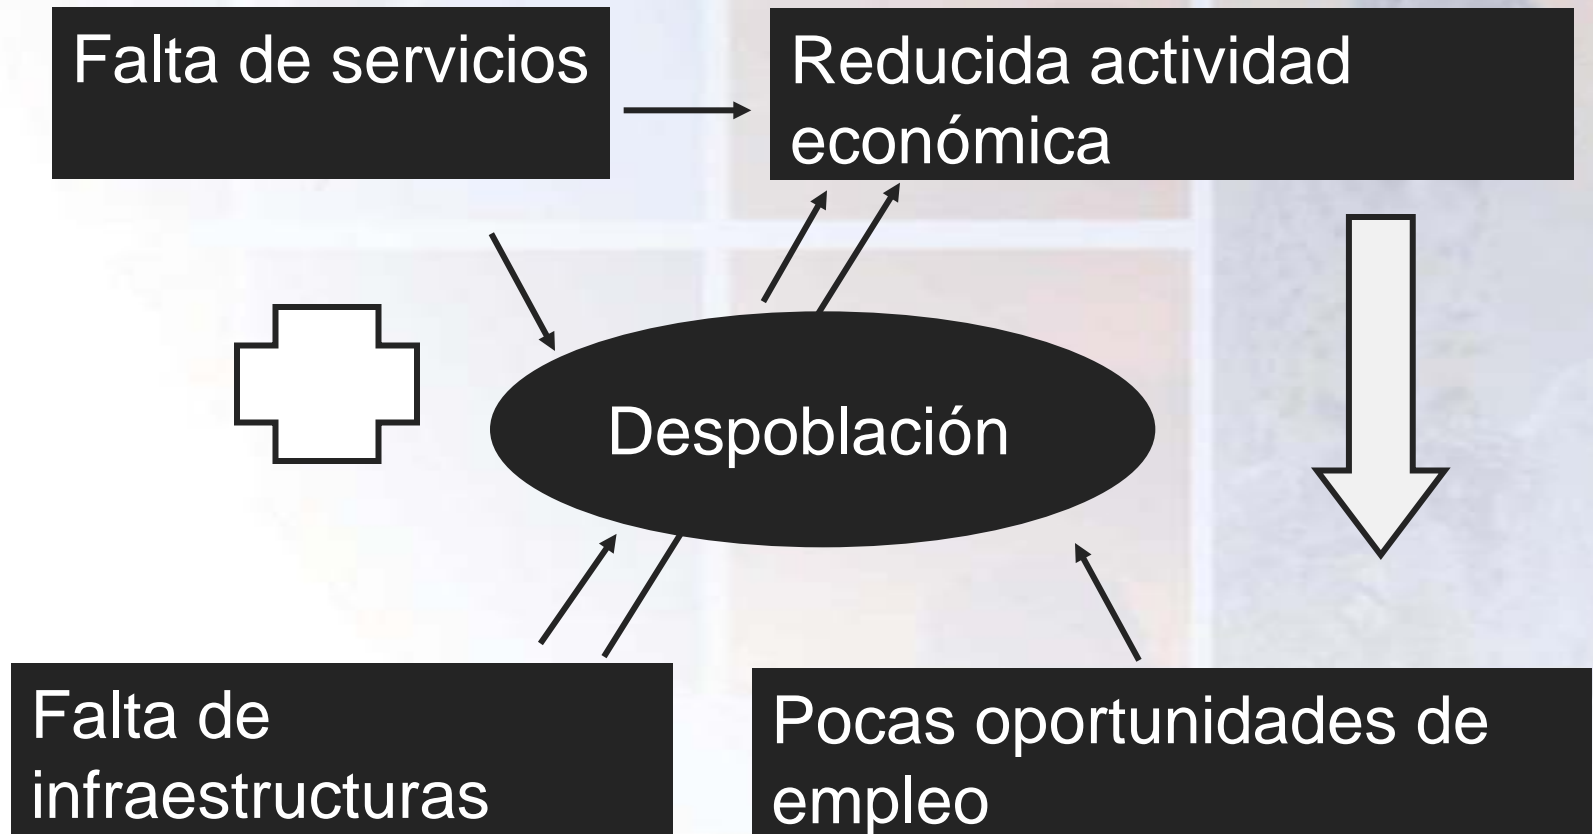 Falta de servicios
Reducida actividad
económica
Despoblación
Falta de
infraestructuras
Pocas oportunidades de
empleo